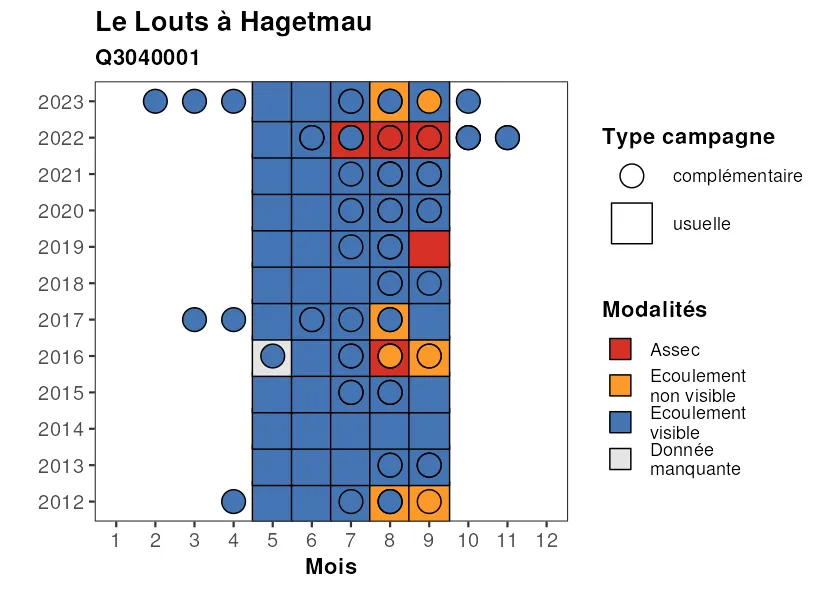 Le Louts à Hagetmau
Q3040001
2023
2022
2021
2020
2019
2018
2017
2016
2015
2014
2013
2012
1 2 3 4 5 6 7 8 9 10 11 12
Mois
Type campagne
complémentaire
usuelle
Modalités
Assec
Ecoulement
non visible
Ecoulement
visible
Donnée
manquante